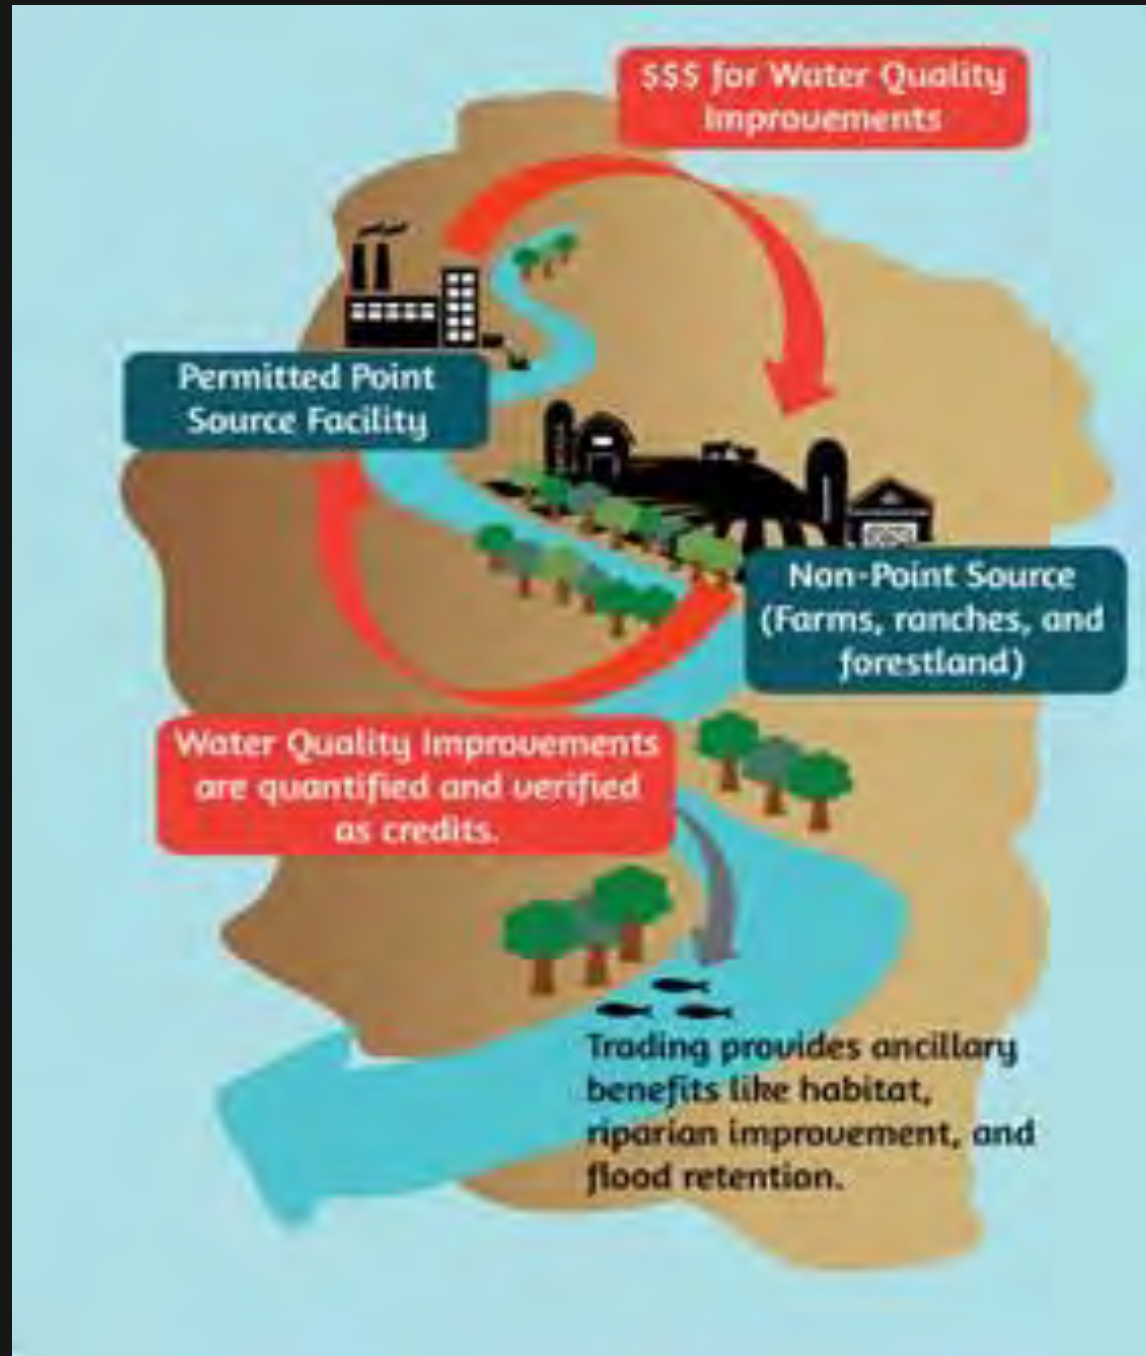 $$$ for Water Quality
Improvements
Permitted Point
Source Facility
Non-Point Source
(Farms, ranches, and
forestland)
Water Quality Improvements
are quantified and verified
as credits.
Trading provides ancillary
benefits like habitat,
riparian improvement, and
flood retention.